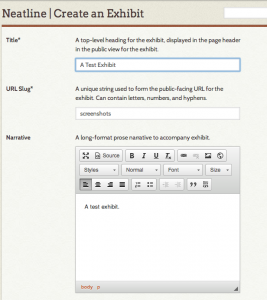 Neatline | Create an Exhibit
Title*
A top-level heading for the exhibit, displayed in the page header
in the public view for the exhibit.
A Test Exhibit
URL Slug*
A unique string used to form the public-facing URL for the
exhibit. Can contain letters, numbers, and hyphens.
screenshots
Narrative
A long-format prose narrative to accompany exhibit.
Source
B I U Tx
Styles Normal Font Size
A test exhibit.
body p